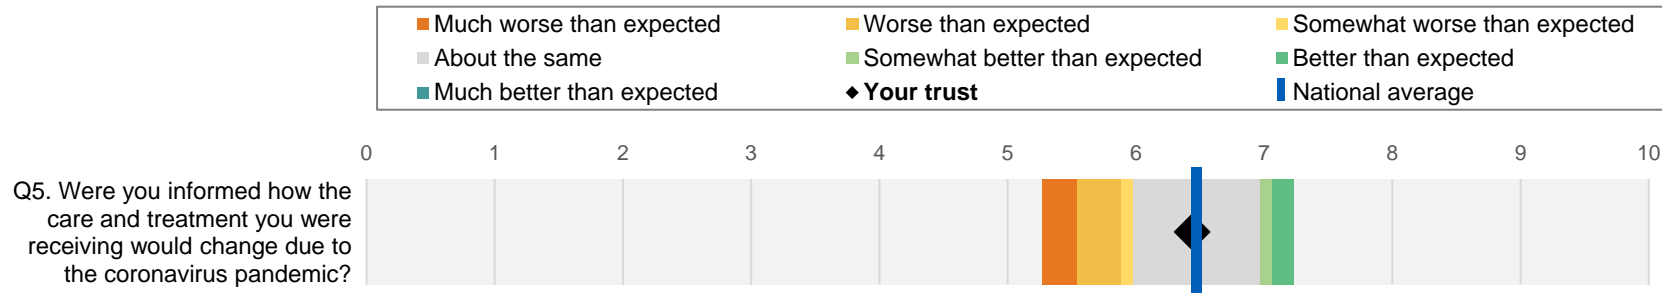 Much worse than expected
Worse than expected
Somewhat worse than expected
About the same
Somewhat better than expected
Better than expected
Much better than expected
Your trust
National average
0 1 2 3 4 5 6 7 8 9 10
Q5. Were you informed how the
care and treatment you were
receiving would change due to
the coronavirus pandemic?